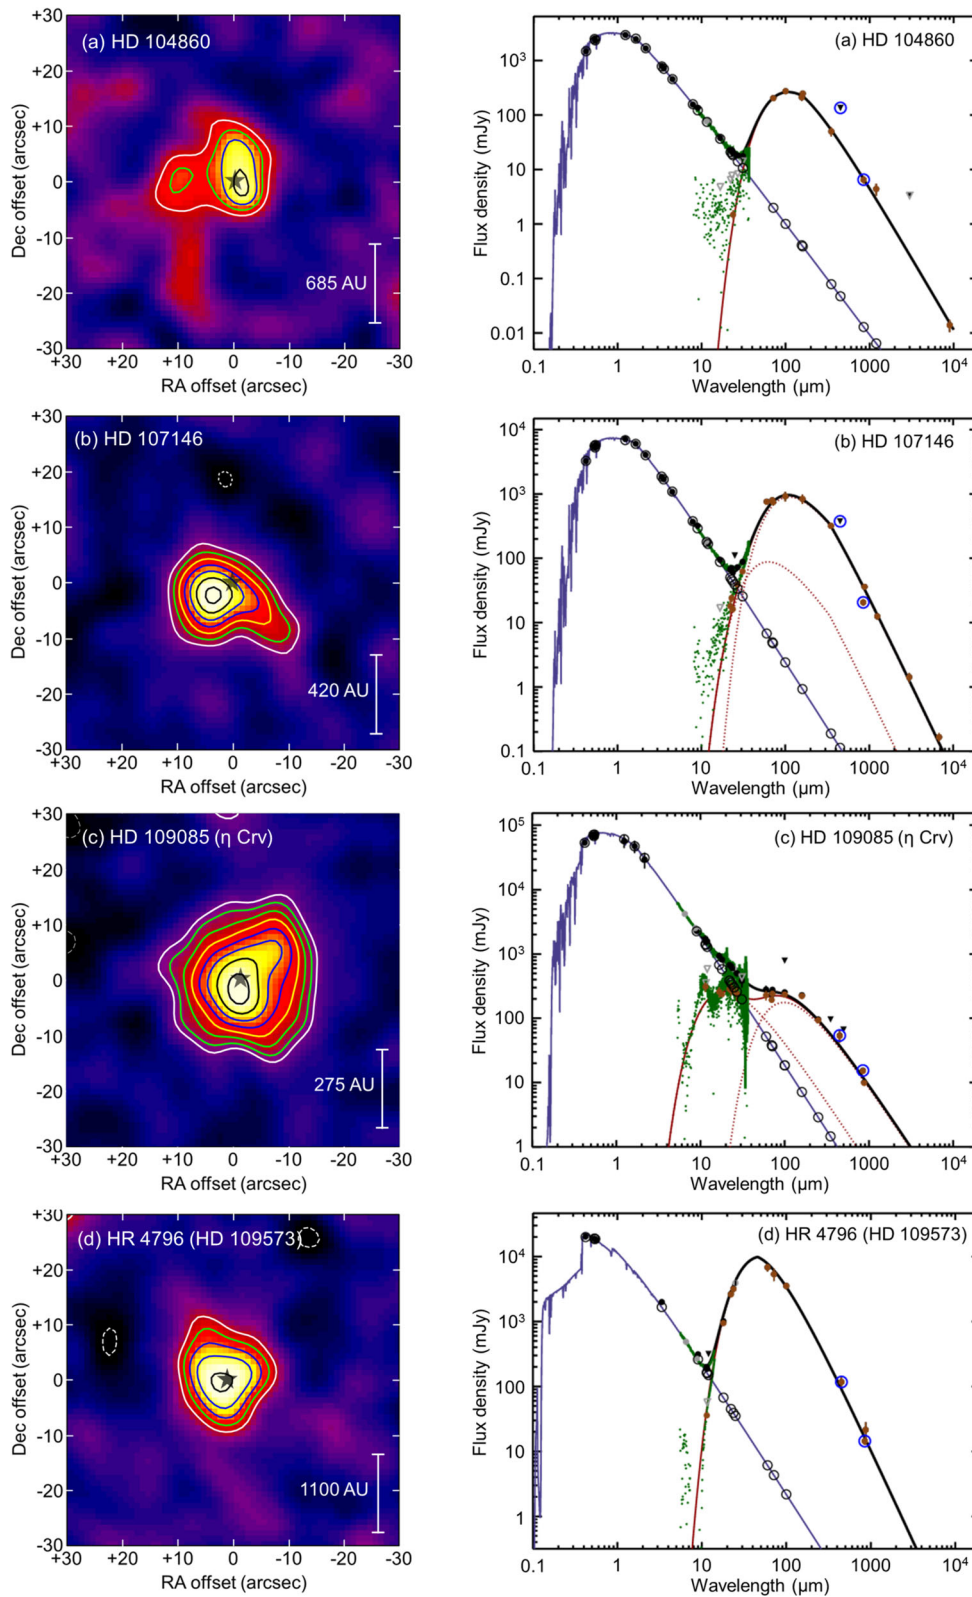 (a) HD 104860
Dec offset (arcsec)
+30
+20
+10
0
-10
-20
-30
685 AU
+30 +20 +10 0 -10 -20 -30
RA offset (arcsec)
(a) HD 104860
Flux density (mJy)
10³
100
10
1
0.1
0.01
0.1 1 10 100 1000 10⁴
Wavelength (µm)
(b) HD 107146
Dec offset (arcsec)
+30
+20
+10
0
-10
-20
-30
420 AU
+30 +20 +10 0 -10 -20 -30
RA offset (arcsec)
(b) HD 107146
Flux density (mJy)
10⁴
10³
100
10
1
0.1
0.1 1 10 100 1000 10⁴
Wavelength (µm)
(c) HD 109085 (η Crv)
Dec offset (arcsec)
+30
+20
+10
0
-10
-20
-30
275 AU
+30 +20 +10 0 -10 -20 -30
RA offset (arcsec)
(c) HD 109085 (η Crv)
Flux density (mJy)
10⁵
10⁴
10³
100
10
1
0.1 1 10 100 1000 10⁴
Wavelength (µm)
(d) HR 4796 (HD 109573)
Dec offset (arcsec)
+30
+20
+10
0
-10
-20
-30
1100 AU
+30 +20 +10 0 -10 -20 -30
RA offset (arcsec)
(d) HR 4796 (HD 109573)
Flux density (mJy)
10⁴
10³
100
10
1
0.1 1 10 100 1000 10⁴
Wavelength (µm)